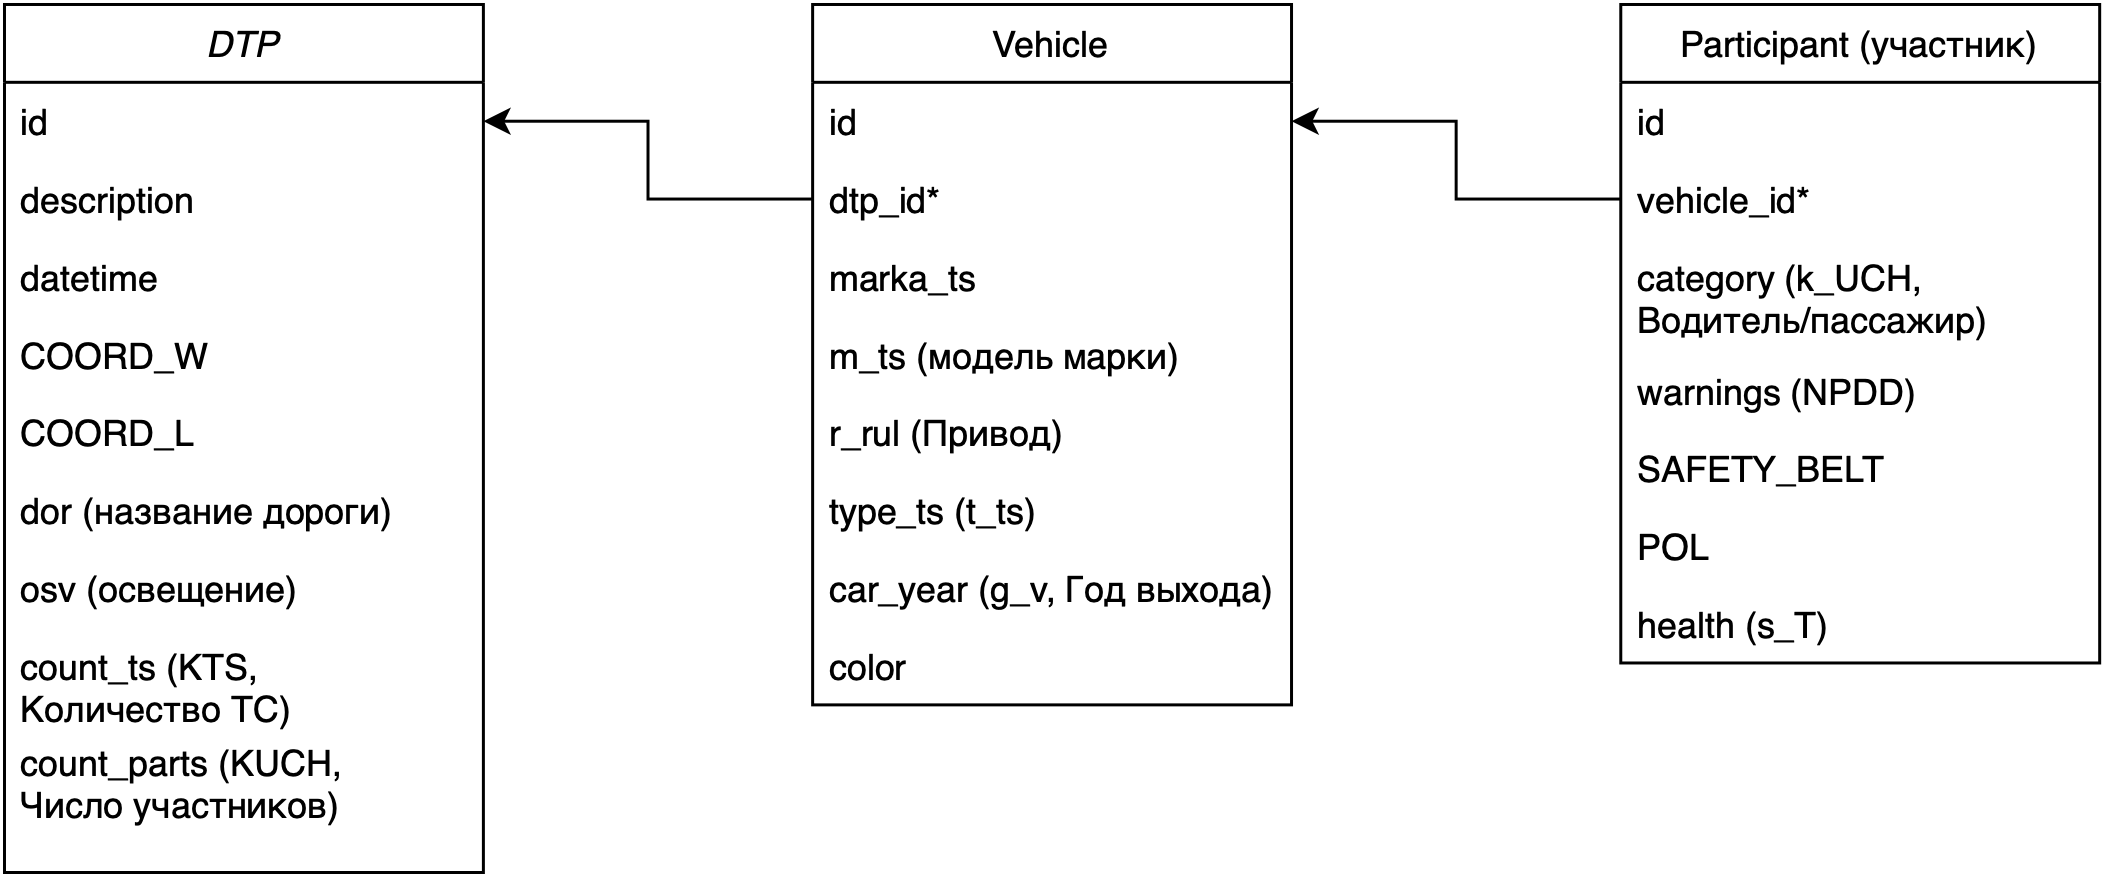 DTP
id
description
datetime
COORD_W
COORD_L
dor (название дороги)
osv (освещение)
count_ts (KTS,
Количество ТС)
count_parts (KUCH,
Число участников)
Vehicle
id
dtp_id*
marka_ts
m_ts (модель марки)
r_rul (Привод)
type_ts (t_ts)
car_year (g_v, Год выхода)
color
Participant (участник)
id
vehicle_id*
category (k_UCH,
Водитель/пассажир)
warnings (NPDD)
SAFETY_BELT
POL
health (s_T)